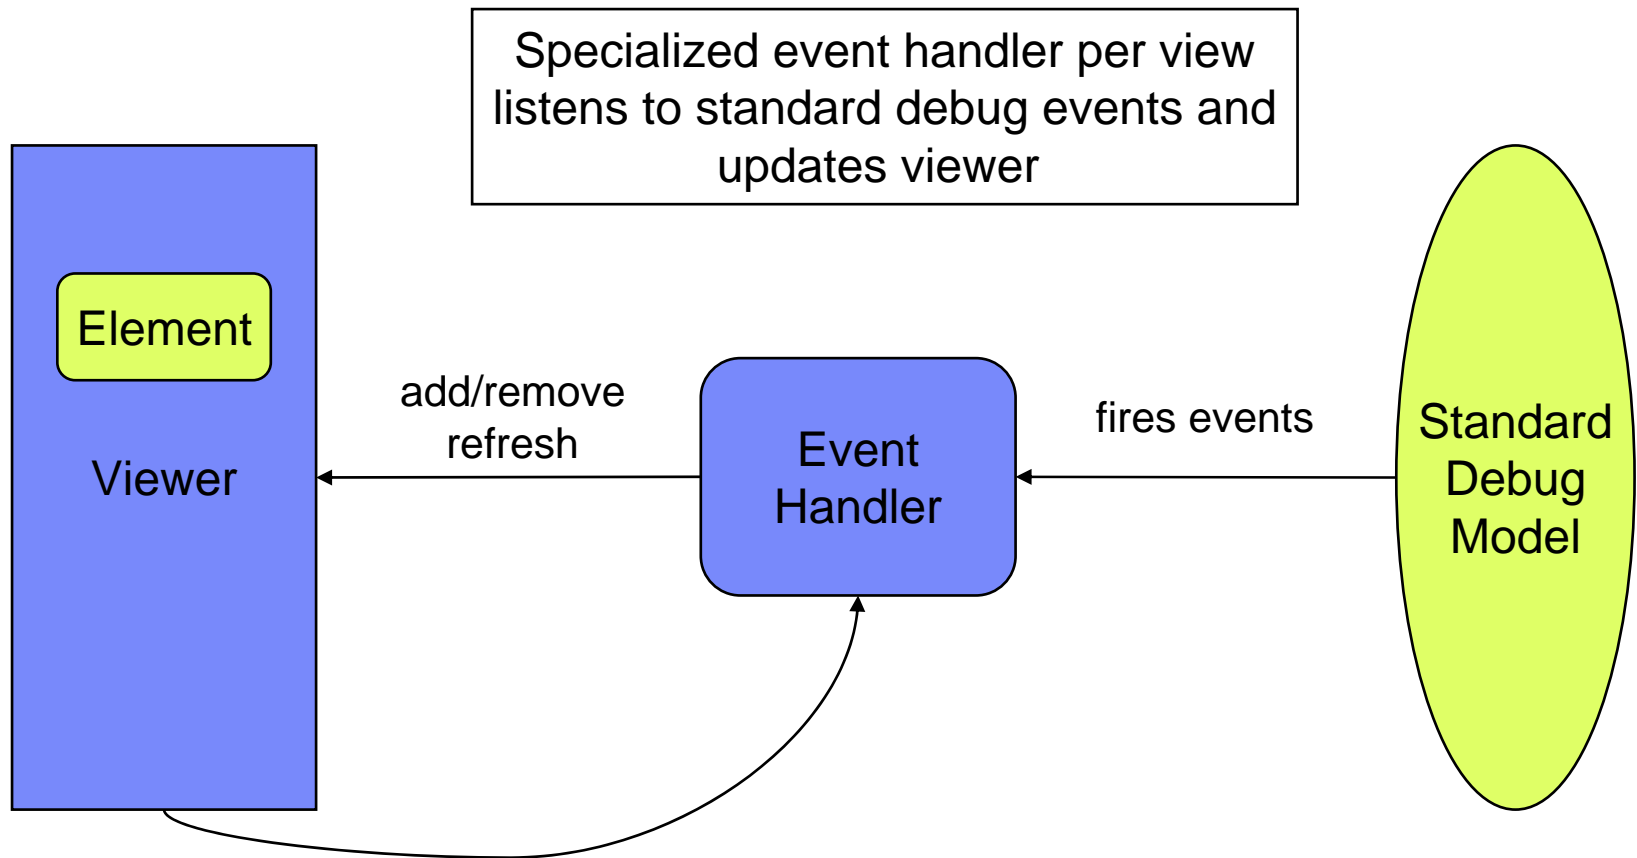 Specialized event handler per view
listens to standard debug events and
updates viewer
Element
Viewer
add/remove
refresh
Event
Handler
fires events
Standard
Debug
Model